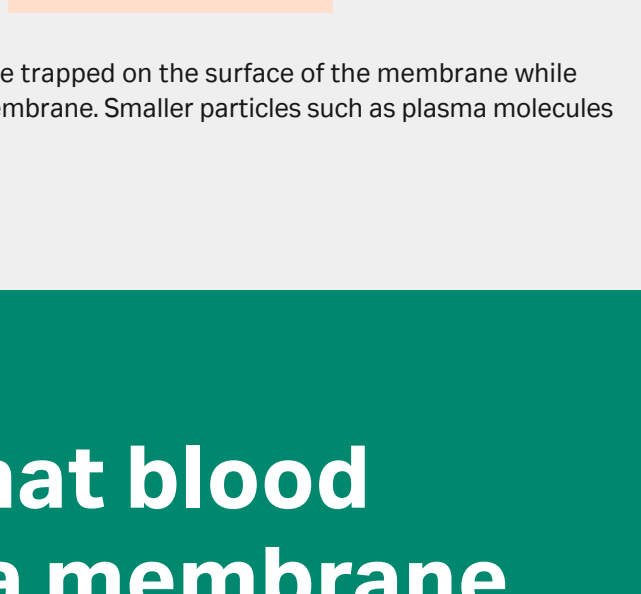 e trapped on the surface of the membrane while
embrane. Smaller particles such as plasma molecules
hat blood
a membrane